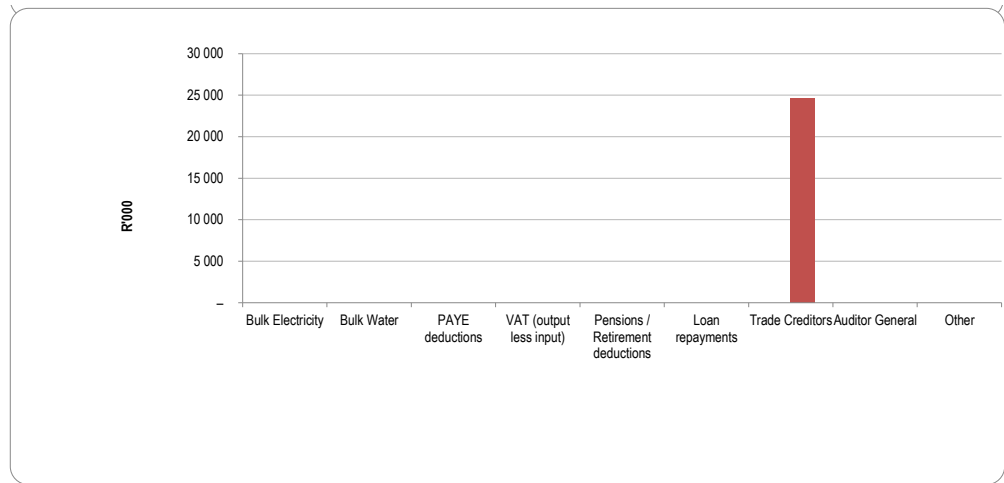 30 000
25 000
20 000
15 000
10 000
5 000
–
R'000
Bulk Electricity
Bulk Water
PAYE
deductions
VAT (output
less input)
Pensions /
Retirement
deductions
Loan
repayments
Trade Creditors
Auditor General
Other